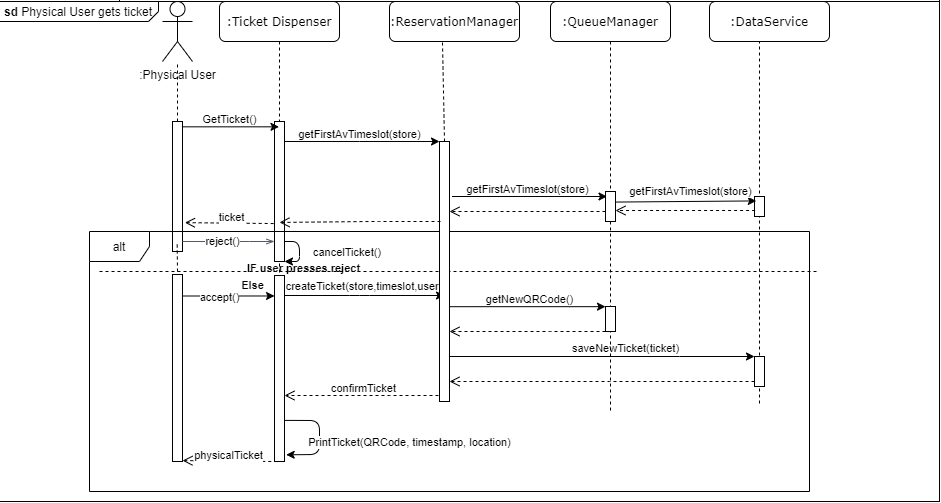 sd Physical User gets ticket
:Ticket Dispenser
:ReservationManager
:QueueManager
:DataService
:Physical User
GetTicket()
getFirstAvTimeslot(store)
getFirstAvTimeslot(store)
getFirstAvTimeslot(store)
ticket
alt
reject()
cancelTicket()
IF user presses reject
Else
accept()
createTicket(store,timeslot,user
getNewQRCode()
saveNewTicket(ticket)
confirmTicket
PrintTicket(QRCode, timestamp, location)
physicalTicket